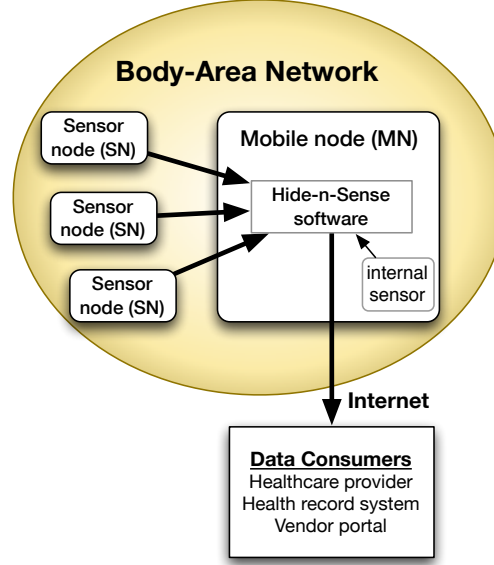 Body-Area Network
Sensor
node (SN)
Mobile node (MN)
Sensor
node (SN)
Hide-n-Sense
software
Sensor
node (SN)
internal
sensor
Internet
Data Consumers
Healthcare provider
Health record system
Vendor portal